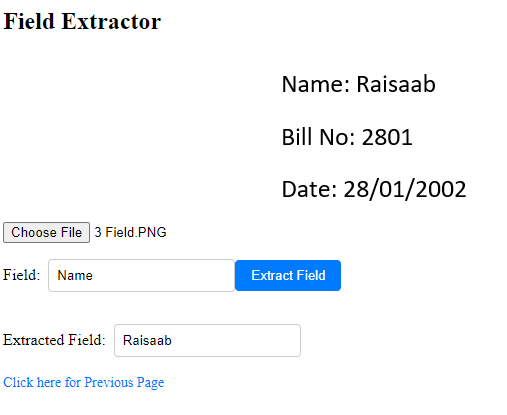 Field Extractor
Name: Raisaab
Bill No: 2801
Date: 28/01/2002
Choose File 3 Field.PNG
Field: Name Extract Field
Extracted Field: Raisaab
Click here for Previous Page